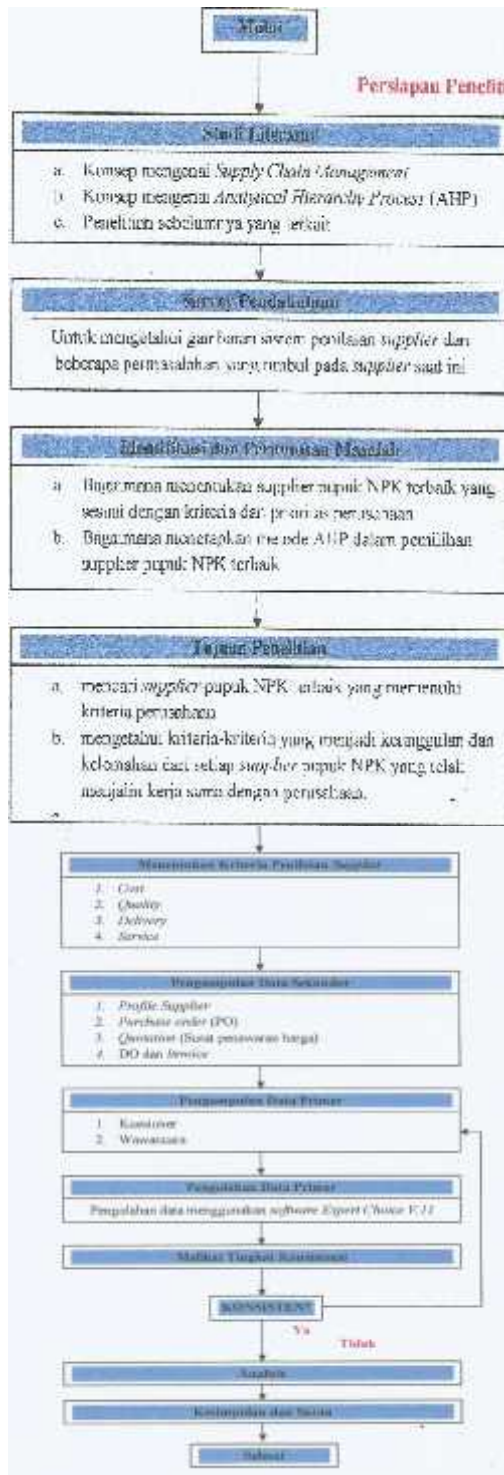 Mulai
Persiapan Penelit
Studi Literatur
a. Konsep mengenai Supply Chain Management
b. Konsep mengenai Analytical Hierarchy Process (AHP)
c. Penelitian sebelumnya yang terkait
Survey Pendahuluan
Untuk mengetahui gambaran sistem penilaian supplier dan
beberapa permasalahan yang timbul pada supplier saat ini
Identifikasi dan Perumusan Masalah
a. Bagaimana menentukan supplier pupuk NPK terbaik yang
sesuai dengan kriteria dan prioritas perusahaan
b. Bagaimana menetapkan metode AHP dalam pemilihan
supplier pupuk NPK terbaik
Tujuan Penelitian
a. mencari supplier pupuk NPK terbaik yang memenuhi
kriteria perusahaan
b. mengetahui kriteria-kriteria yang menjadi keunggulan dan
kelemahan dari setiap supplier pupuk NPK yang telah
menjalin kerja sama dengan perusahaan.
Menentukan Kriteria Penilaian Supplier
1. Cost
2. Quality
3. Delivery
4. Service
Pengumpulan Data Sekunder
1. Profile Supplier
2. Purchase order (PO)
3. Quotation (Surat penawaran harga)
4. DO dan Invoice
Pengumpulan Data Primer
1. Kuesioner
2. Wawancara
Pengolahan Data Primer
Pengolahan data menggunakan software Expert Choice V.11
Melihat Tingkat Konsistensi
KONSISTEN?
Ya
Tidak
Analisis
Kesimpulan dan Saran
Selesai